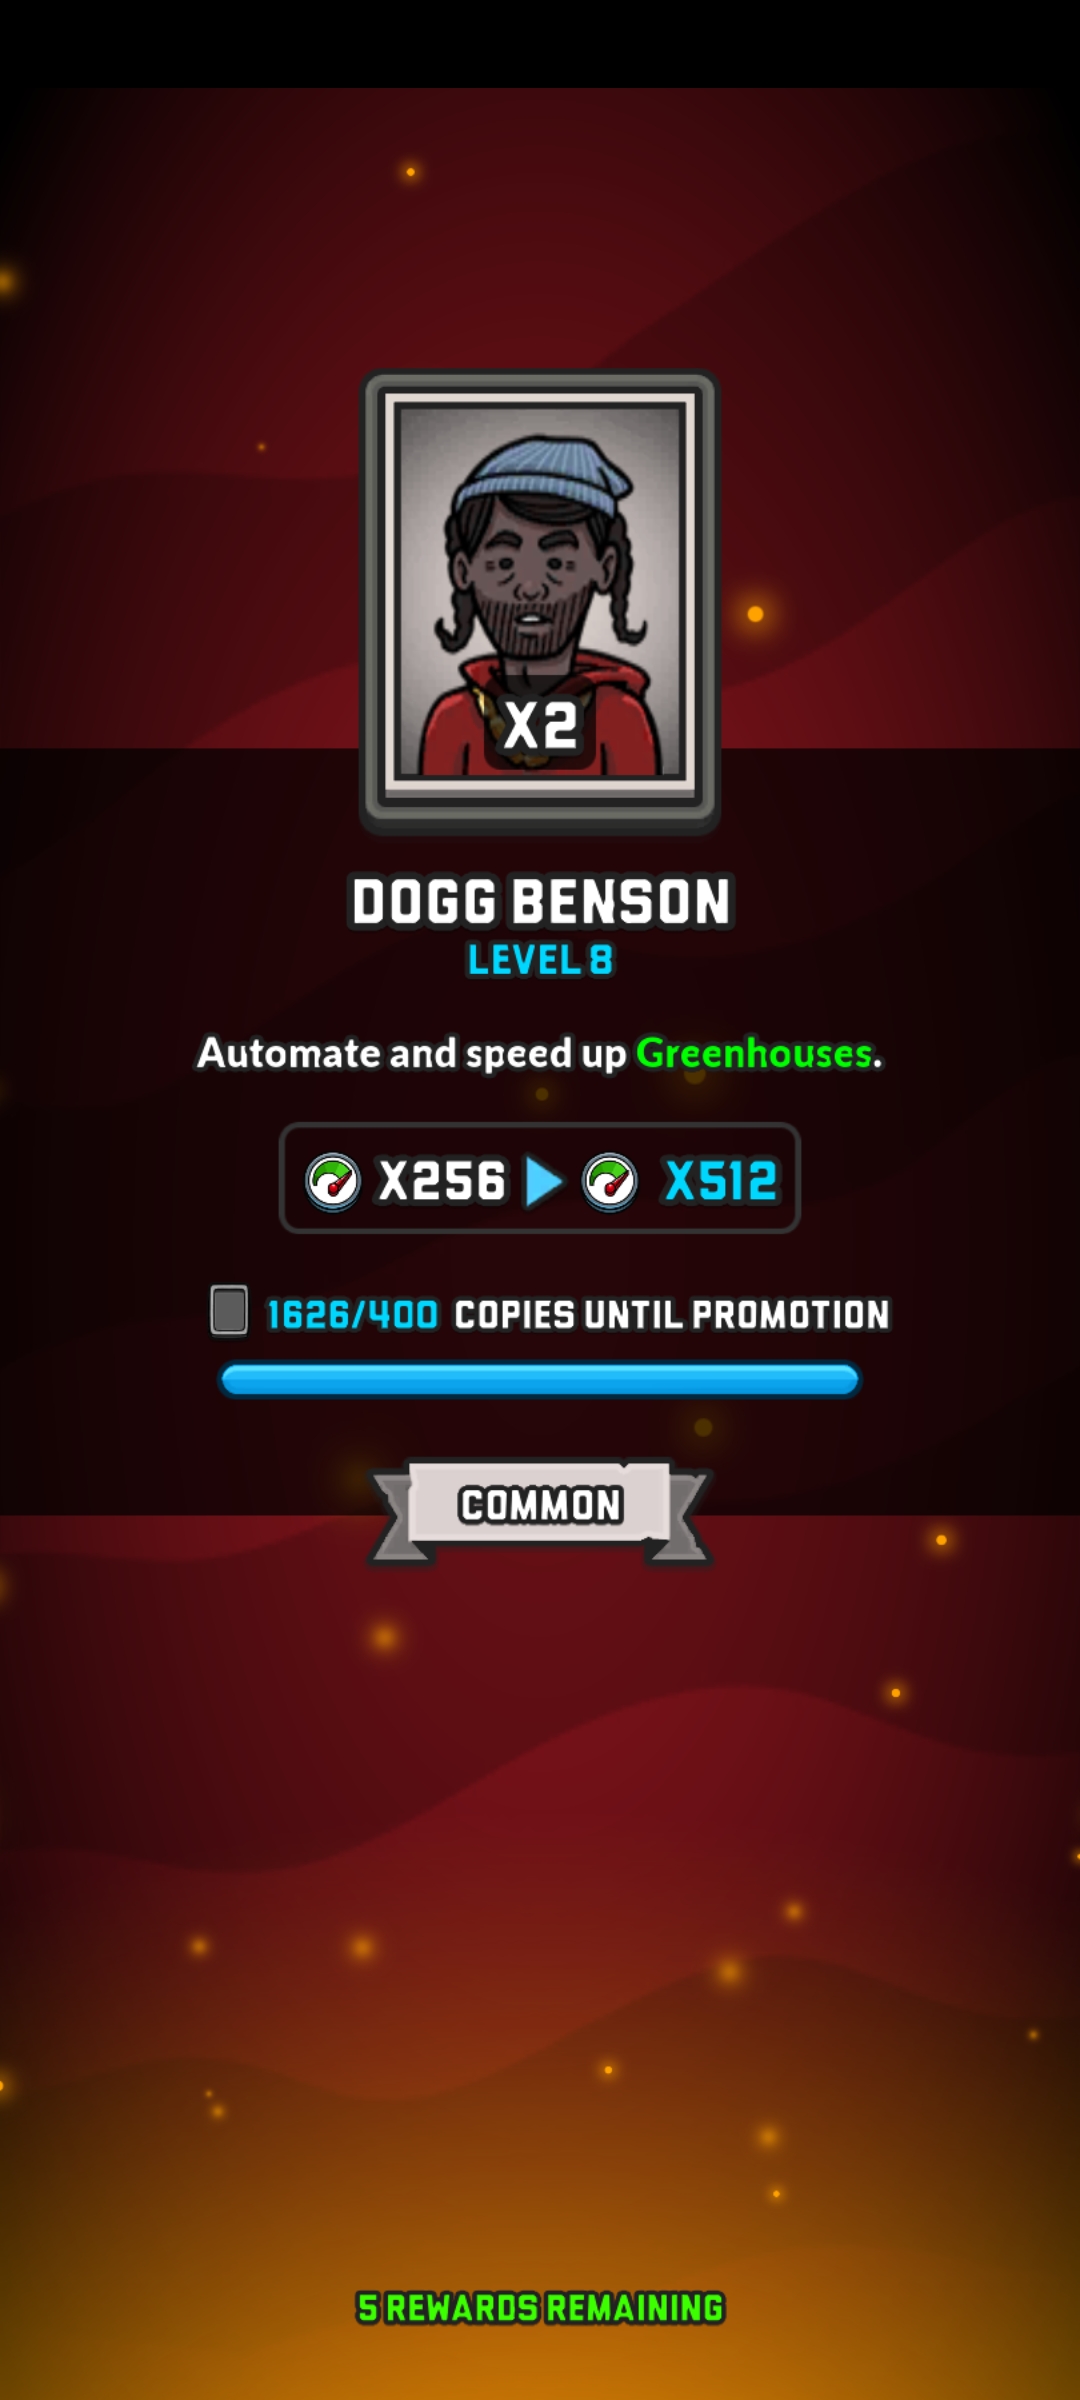 X2
DOGG BENSON
LEVEL 8
Automate and speed up Greenhouses.
X256 X512
1626/400 COPIES UNTIL PROMOTION
COMMON
5 REWARDS REMAINING